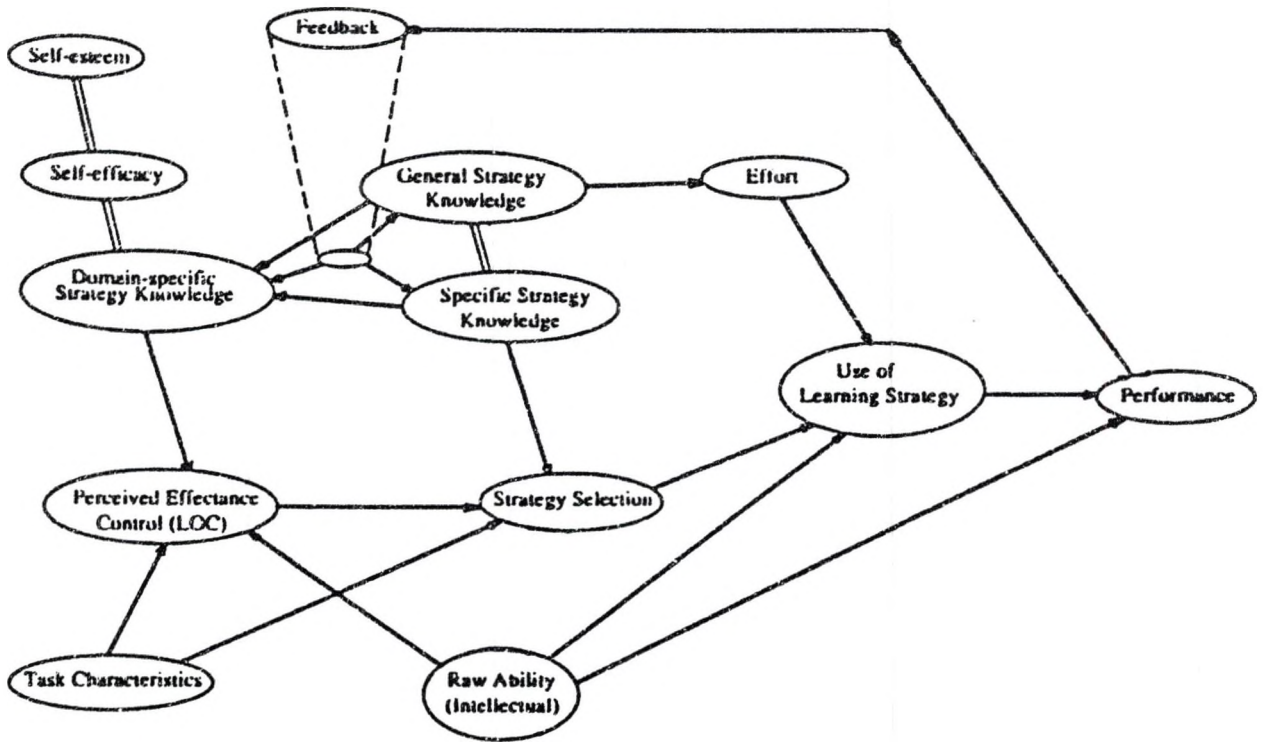 Feedback
Self-esteem
Self-efficacy
General Strategy
Knowledge
Effort
Domain-specific
Strategy Knowledge
Specific Strategy
Knowledge
Use of
Learning Strategy
Performance
Perceived Effectance
Control (LOC)
Strategy Selection
Task Characteristics
Raw Ability
(Intellectual)